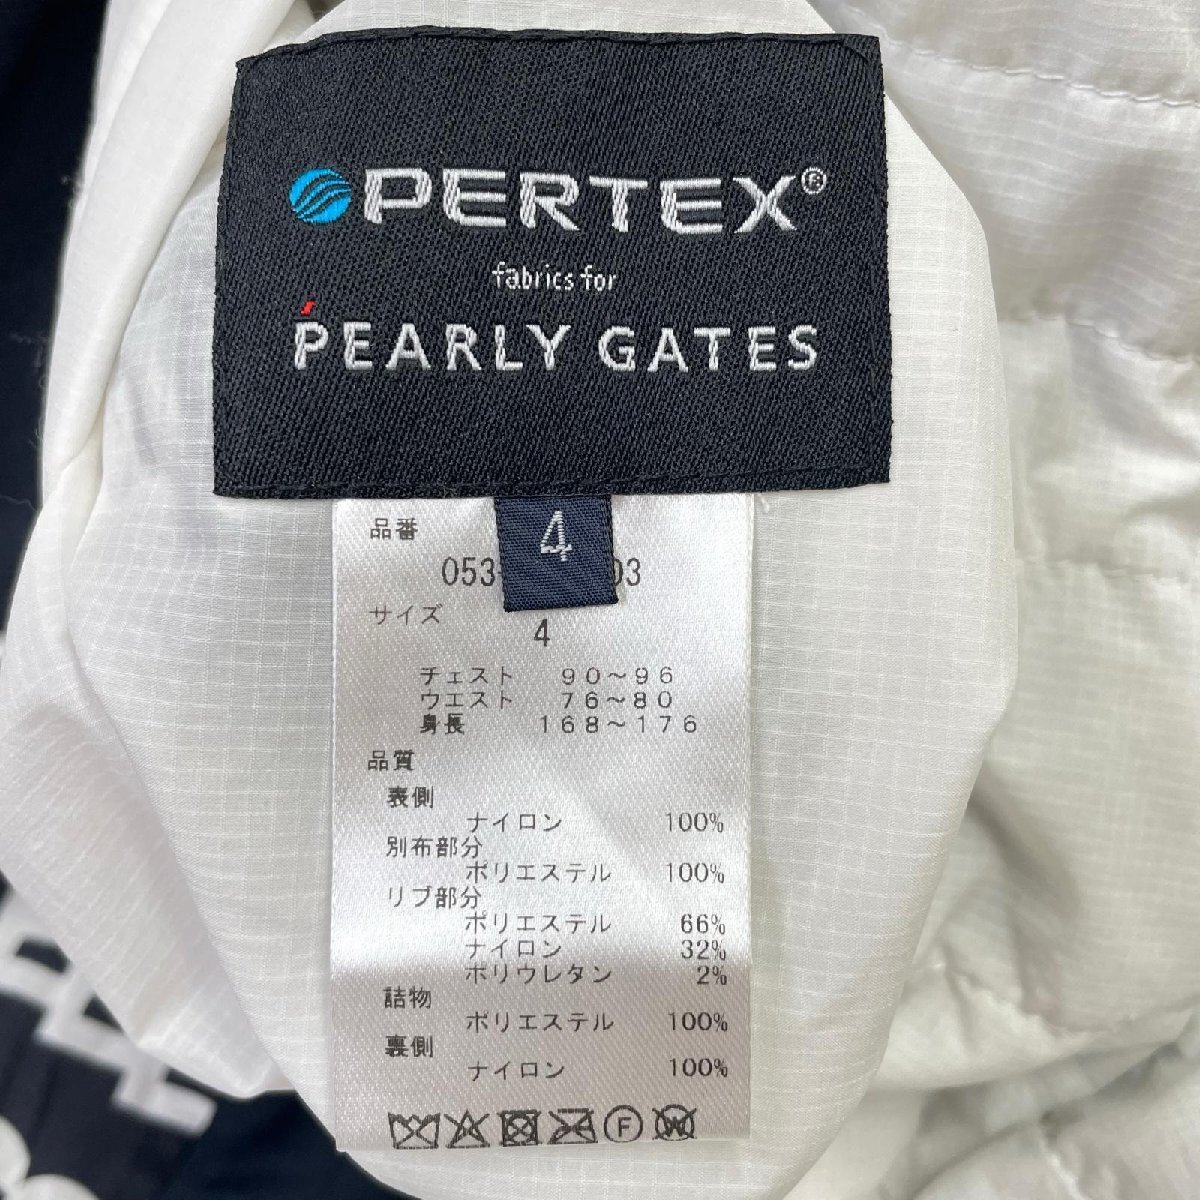 PERTEX®
fabrics for
PEARLY GATES
4
品番
053 03
サイズ
4
チェスト 90~96
ウエスト 76~80
身長 168~176
品質
表側
ナイロン 100%
別布部分
ポリエステル 100%
リブ部分
ポリエステル 66%
ナイロン 32%
ポリウレタン 2%
詰物
ポリエステル 100%
裏側
ナイロン 100%
F W